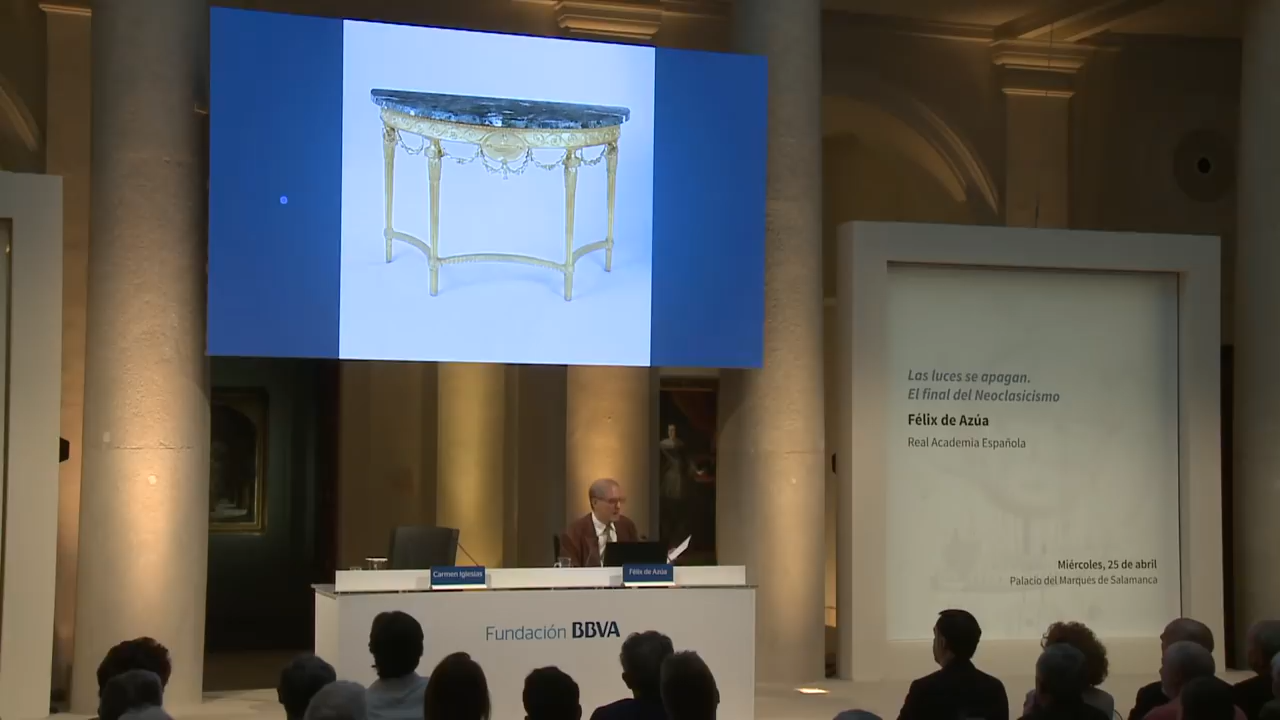 Las luces se apagan.
El final del Neoclasicismo
Félix de Azúa
Real Academia Española
Miércoles, 25 de abril
Palacio del Marqués de Salamanca
Carmen Iglesias
Félix de Azúa
Fundación BBVA